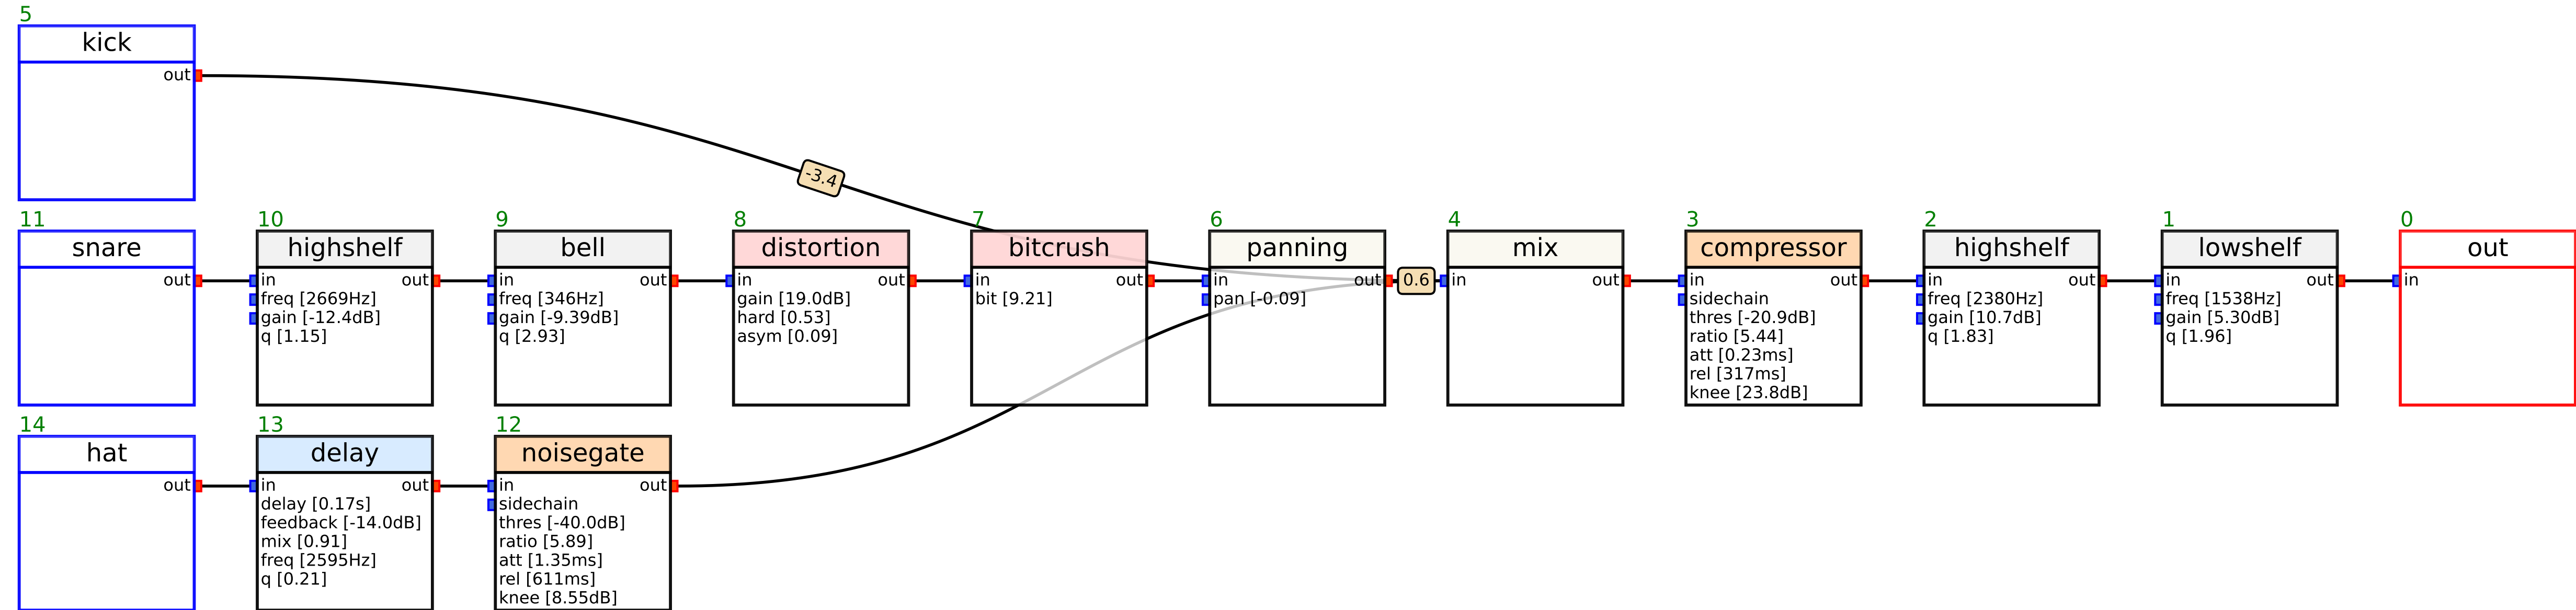 5
kick
out
-3.4
11
snare
out
10
highshelf
in out
freq [2669Hz]
gain [-12.4dB]
q [1.15]
9
bell
in out
freq [346Hz]
gain [-9.39dB]
q [2.93]
8
distortion
in out
gain [19.0dB]
hard [0.53]
asym [0.09]
7
bitcrush
in out
bit [9.21]
6
panning
in out
pan [-0.09]
0.6
4
mix
in out
3
compressor
in out
sidechain
thres [-20.9dB]
ratio [5.44]
att [0.23ms]
rel [317ms]
knee [23.8dB]
2
highshelf
in out
freq [2380Hz]
gain [10.7dB]
q [1.83]
1
lowshelf
in out
freq [1538Hz]
gain [5.30dB]
q [1.96]
0
out
in
14
hat
out
13
delay
in out
delay [0.17s]
feedback [-14.0dB]
mix [0.91]
freq [2595Hz]
q [0.21]
12
noisegate
in out
sidechain
thres [-40.0dB]
ratio [5.89]
att [1.35ms]
rel [611ms]
knee [8.55dB]